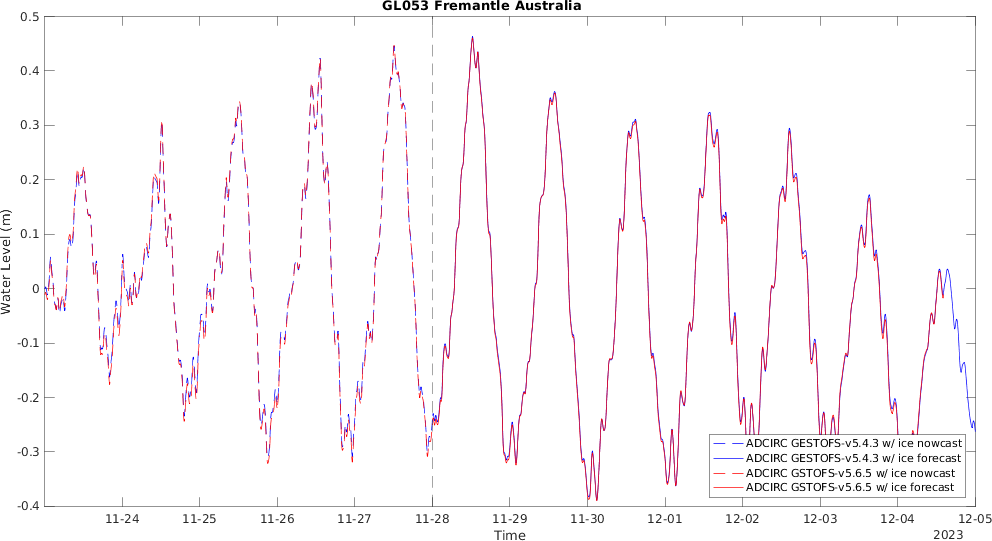 GL053 Fremantle Australia
0.5
0.4
0.3
0.2
0.1
0
-0.1
-0.2
-0.3
-0.4
Water Level (m)
ADCIRC GESTOFS-v5.4.3 w/ ice nowcast
ADCIRC GESTOFS-v5.4.3 w/ ice forecast
ADCIRC GSTOFS-v5.6.5 w/ ice nowcast
ADCIRC GSTOFS-v5.6.5 w/ ice forecast
11-24 11-25 11-26 11-27 11-28 11-29 11-30 12-01 12-02 12-03 12-04 12-05
Time
2023